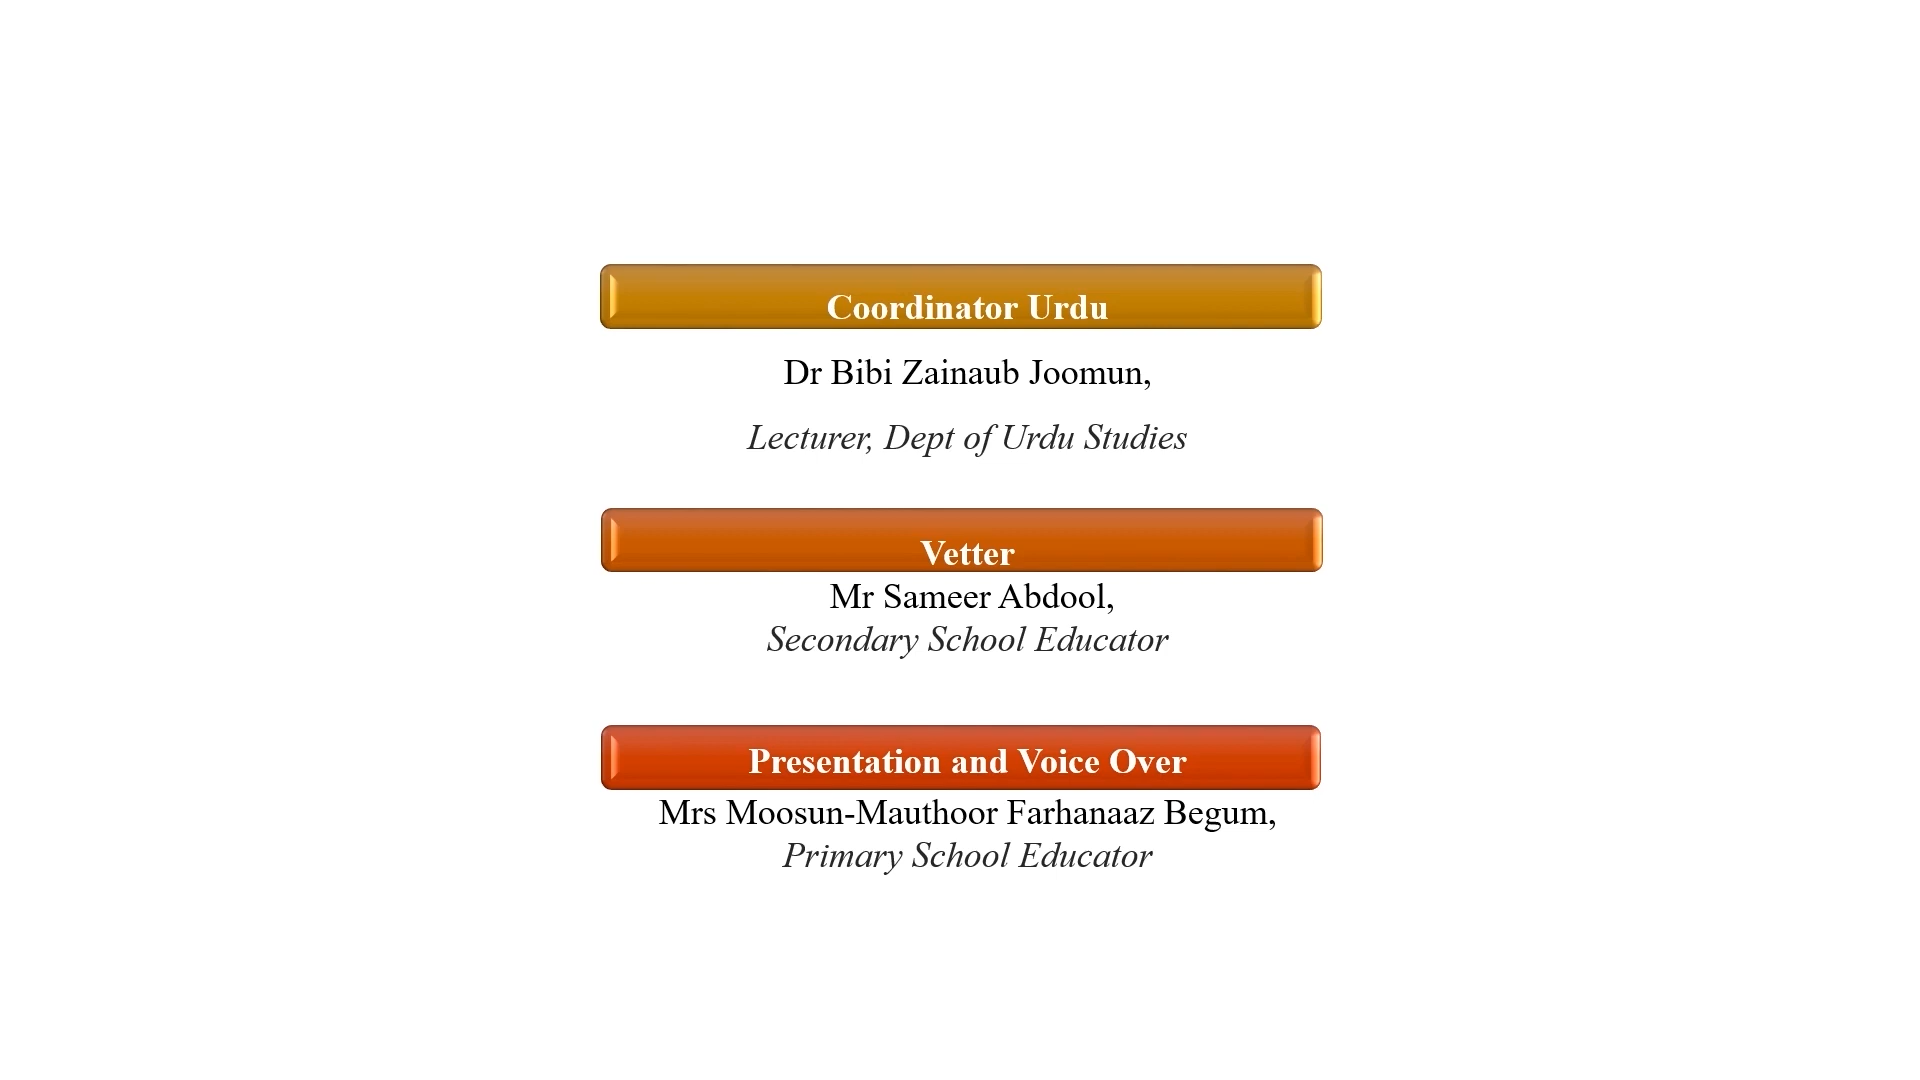 Coordinator Urdu
Dr Bibi Zainaub Joomun,
Lecturer, Dept of Urdu Studies
Vetter
Mr Sameer Abdool,
Secondary School Educator
Presentation and Voice Over
Mrs Moosun-Mauthoor Farhanaaz Begum,
Primary School Educator